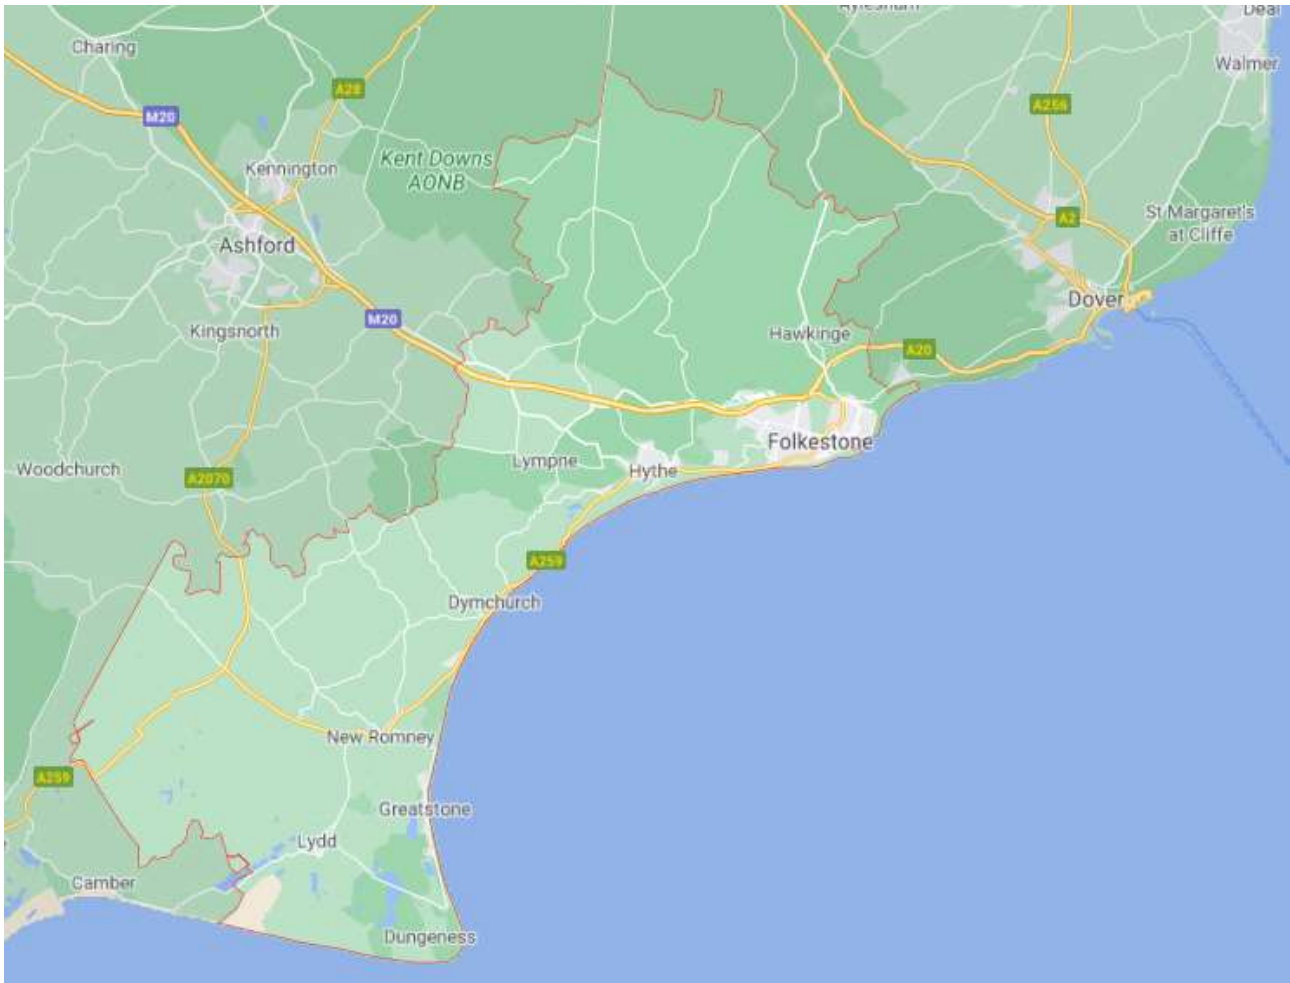 Aylesham
Deal
Charing
Walmer
A28
A256
M20
Kent Downs
AONB
Kennington
St Margaret's
at Cliffe
A2
Ashford
Dover
M20
Kingsnorth
Hawkinge
A20
Folkestone
Lympne
Hythe
Woodchurch
A2070
A259
Dymchurch
New Romney
A259
Greatstone
Lydd
Camber
Dungeness